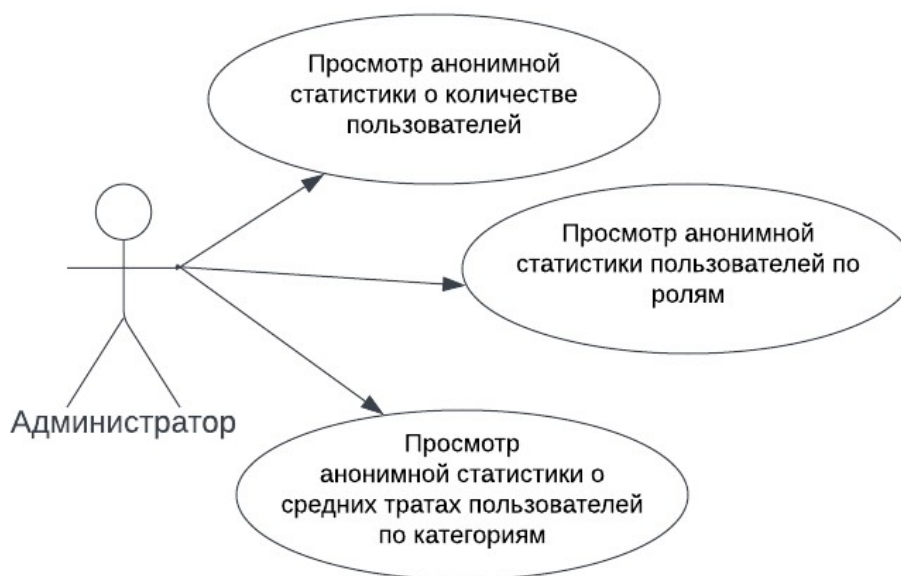 Просмотр анонимной
статистики о количестве
пользователей
Просмотр анонимной
статистики пользователей по
ролям
Администратор
Просмотр
анонимной статистики о
средних тратах пользователей
по категориям